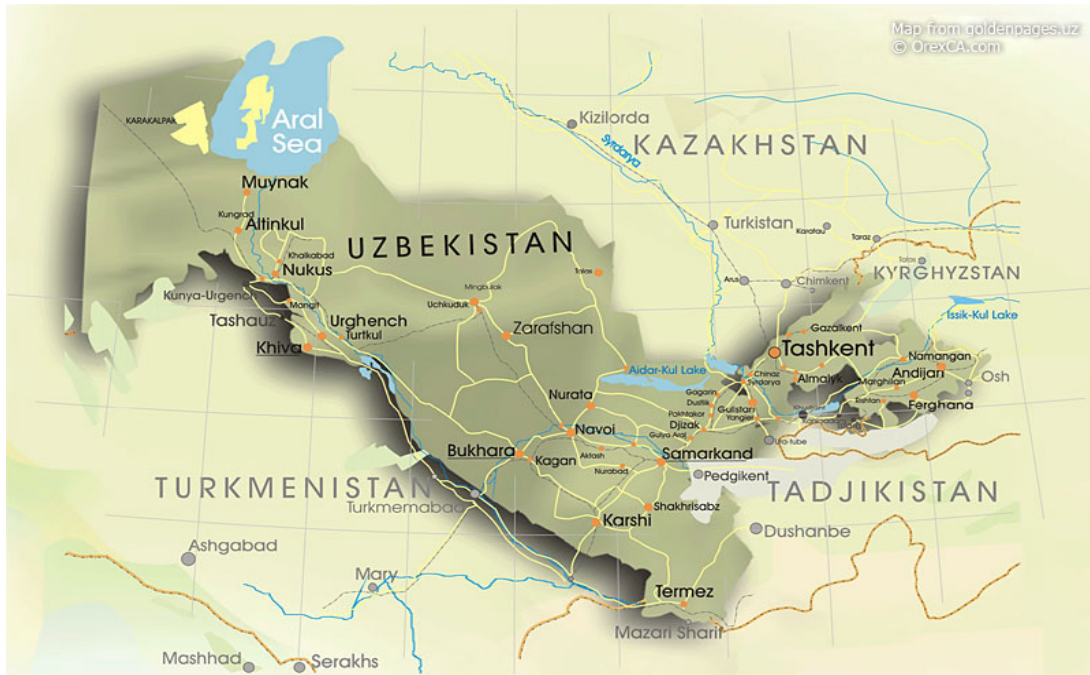 Map from goldenpages.uz
© OrexCA.com
Aral
Sea
KARAKALPAK
Kizilorda
KAZAKHSTAN
Syrdarya
Muynak
Kungrad
Altinkul
Turkistan
Karatau
Taraz
UZBEKISTAN
Khalkabad
Nukus
Talas
KYRGHYZSTAN
Arus
Chimkent
Kunya-Urgench
Mangit
Mingbulak
Uchkuduk
Issik-Kul Lake
Tashauz
Urghench
Turtkul
Zarafshan
Gazalkent
Khiva
Tashkent
Namangan
Aidar-Kul Lake
Chinaz
Syrdarya
Almalyk
Andijan
Marghilan
Osh
Nurata
Gagarin
Dustlik
Gulistan
Ferghana
Pakhtakor
Yangier
Djizak
Navoi
Gulya Aral
Ura-tube
Bukhara
Kagan
Aktash
Samarkand
Nurabad
Pedgikent
TURKMENISTAN
TADJIKISTAN
Turkmernabad
Shakhrisabz
Karshi
Dushanbe
Ashgabad
Mary
Termez
Mazari Sharif
Mashhad
Serakhs